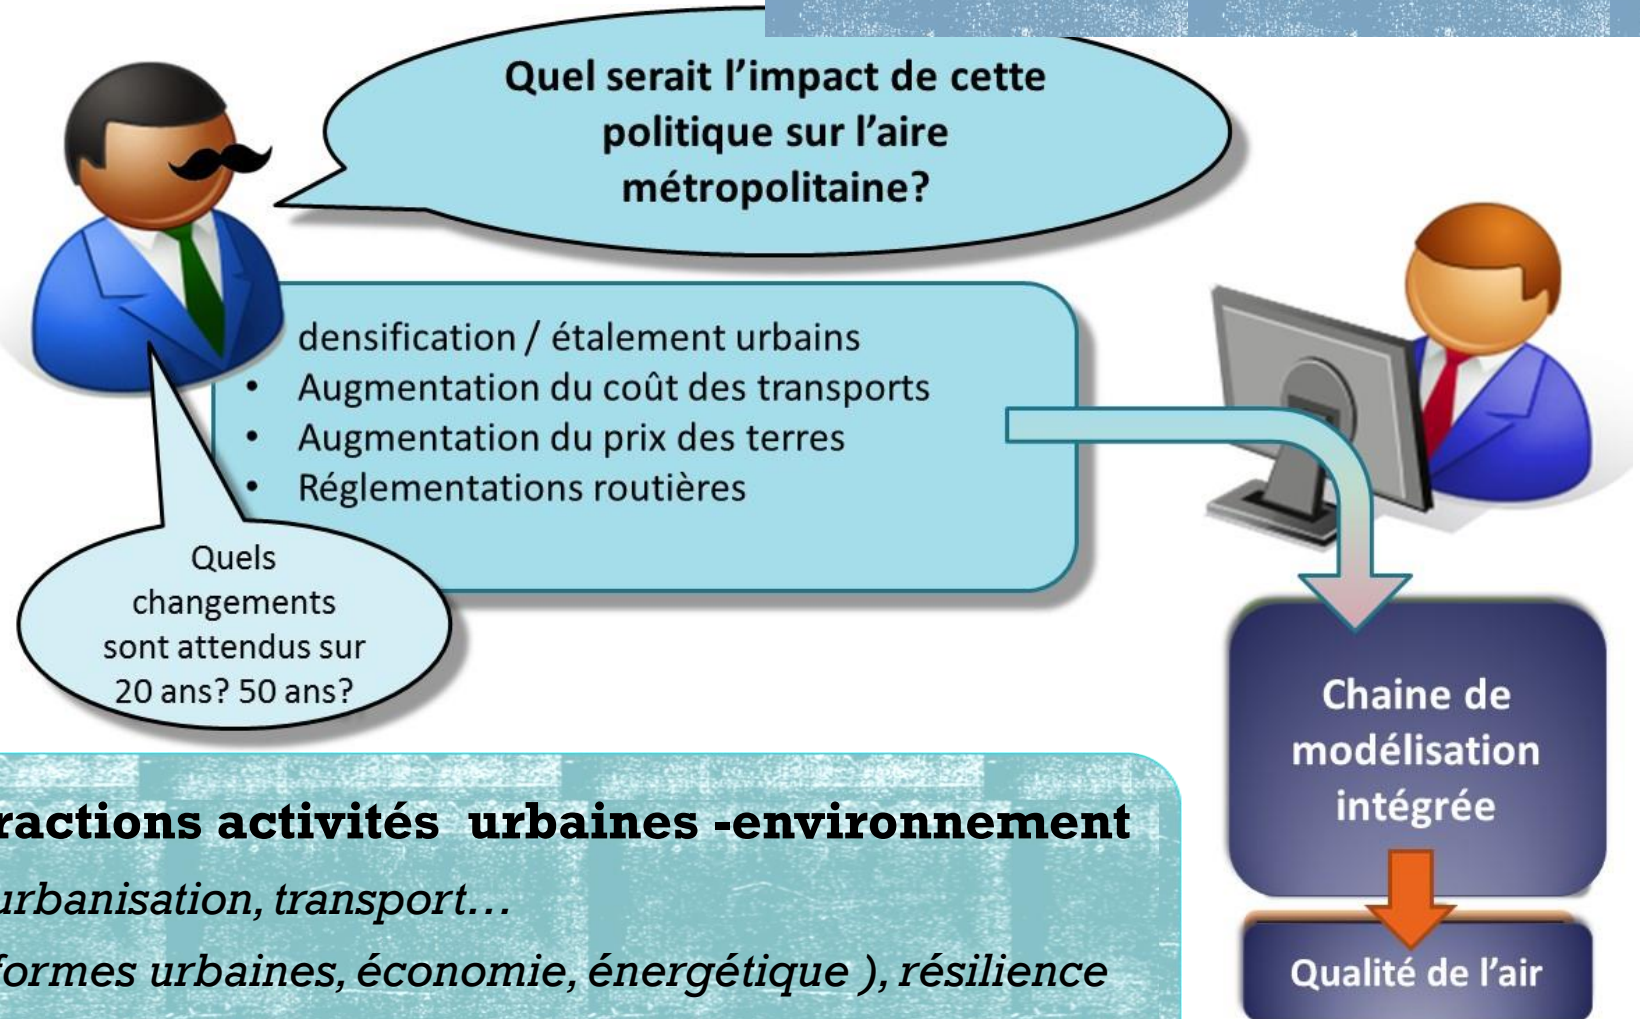 Quel serait l’impact de cette
politique sur l’aire
métropolitaine?
densification / étalement urbains
• Augmentation du coût des transports
• Augmentation du prix des terres
• Réglementations routières
Quels
changements
sont attendus sur
20 ans? 50 ans?
Chaine de
modélisation
intégrée
Qualité de l’air
ractions activités urbaines -environnement
urbanisation, transport…
formes urbaines, économie, énergétique ), résilience